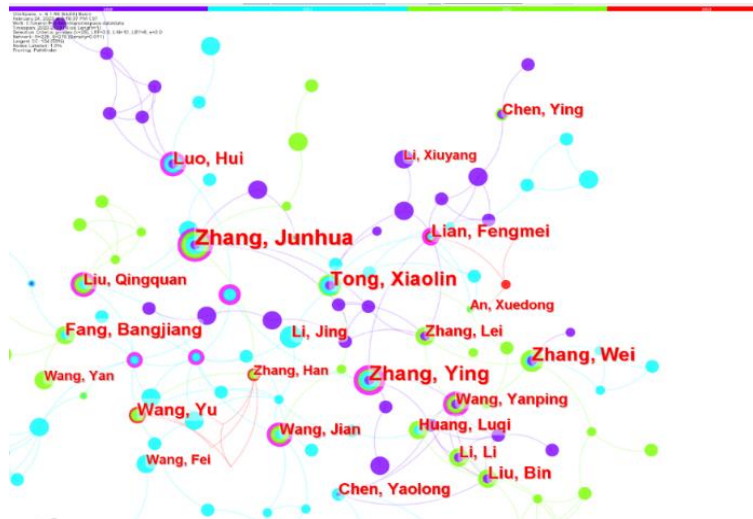 Chen, Ying
Luo, Hui
Li, Xiuyang
Zhang, Junhua
Lian, Fengmei
Liu, Qingquan
Tong, Xiaolin
An, Xuedong
Fang, Bangjiang
Li, Jing
Zhang, Lei
Zhang, Wei
Wang, Yan
Zhang, Han
Zhang, Ying
Wang, Yu
Wang, Yanping
Wang, Jian
Huang, Luqi
Wang, Fei
Li, Li
Liu, Bin
Chen, Yaolong